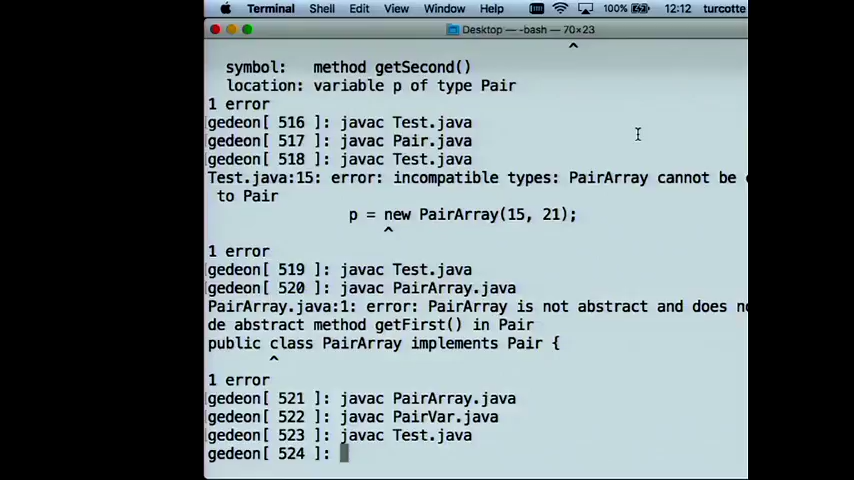 Terminal Shell Edit View Window Help 100% 12:12 turcotte
Desktop — -bash — 70×23
^
symbol: method getSecond()
location: variable p of type Pair
1 error
gedeon[ 516 ]: javac Test.java
gedeon[ 517 ]: javac Pair.java
gedeon[ 518 ]: javac Test.java
Test.java:15: error: incompatible types: PairArray cannot be
to Pair
p = new PairArray(15, 21);
^
1 error
gedeon[ 519 ]: javac Test.java
gedeon[ 520 ]: javac PairArray.java
PairArray.java:1: error: PairArray is not abstract and does no
de abstract method getFirst() in Pair
public class PairArray implements Pair {
^
1 error
gedeon[ 521 ]: javac PairArray.java
gedeon[ 522 ]: javac PairVar.java
gedeon[ 523 ]: javac Test.java
gedeon[ 524 ]: